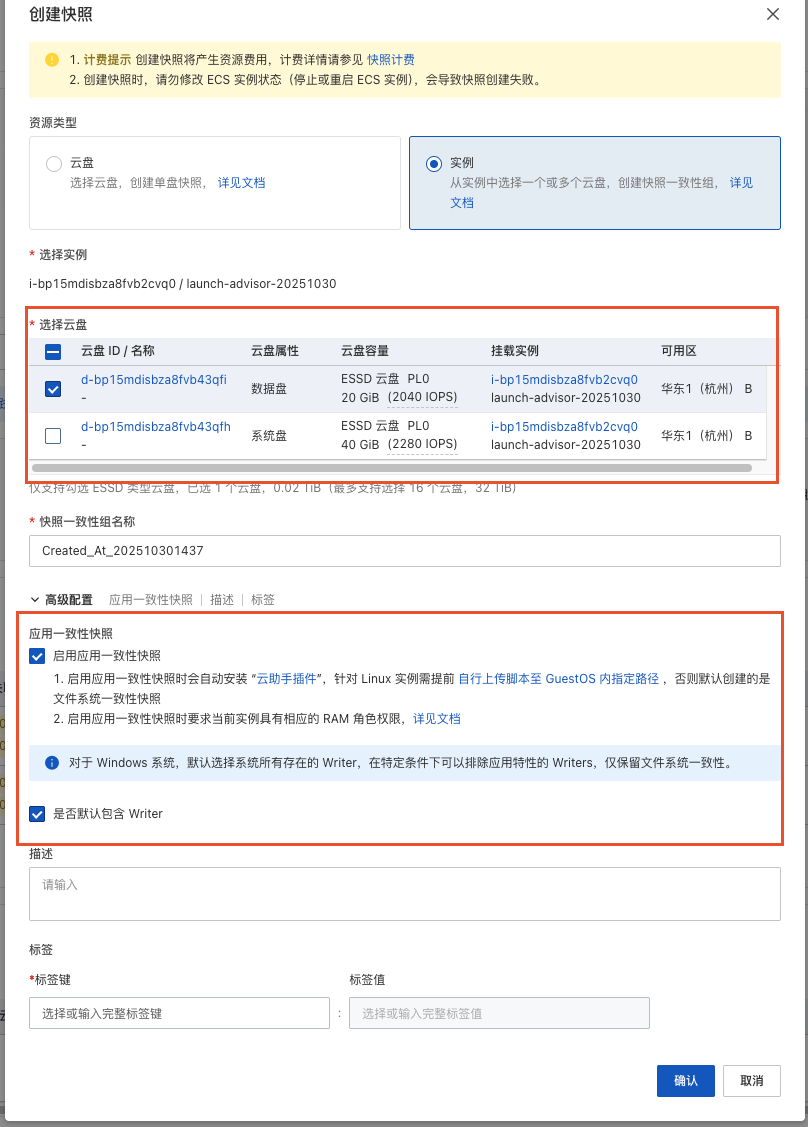 创建快照
1. 计费提示 创建快照将产生资源费用，计费详情请参见 快照计费
2. 创建快照时，请勿修改 ECS 实例状态（停止或重启 ECS 实例），会导致快照创建失败。
资源类型
云盘
选择云盘，创建单盘快照， 详见文档
实例
从实例中选择一个或多个云盘，创建快照一致性组， 详见
文档
* 选择实例
i-bp15mdisbza8fvb2cvq0 / launch-advisor-20251030
* 选择云盘
云盘 ID / 名称 云盘属性 云盘容量 挂载实例 可用区
d-bp15mdisbza8fvb43qfi 数据盘 ESSD 云盘 PL0 i-bp15mdisbza8fvb2cvq0 华东1（杭州） B
- 20 GiB (2040 IOPS) launch-advisor-20251030
d-bp15mdisbza8fvb43qfh 系统盘 ESSD 云盘 PL0 i-bp15mdisbza8fvb2cvq0 华东1（杭州） B
- 40 GiB (2280 IOPS) launch-advisor-20251030
仅支持勾选 ESSD 类型云盘，已选 1 个云盘，0.02 TiB（最多支持选择 16 个云盘，32 TiB）
* 快照一致性组名称
Created_At_202510301437
高级配置 应用一致性快照 | 描述 | 标签
应用一致性快照
启用应用一致性快照
1. 启用应用一致性快照时会自动安装 “云助手插件”，针对 Linux 实例需提前 自行上传脚本至 GuestOS 内指定路径 ，否则默认创建的是
文件系统一致性快照
2. 启用应用一致性快照时要求当前实例具有相应的 RAM 角色权限，详见文档
对于 Windows 系统，默认选择系统所有存在的 Writer，在特定条件下可以排除应用特性的 Writers，仅保留文件系统一致性。
是否默认包含 Writer
描述
请输入
标签
*标签键 标签值
选择或输入完整标签键 : 选择或输入完整标签值
确认 取消